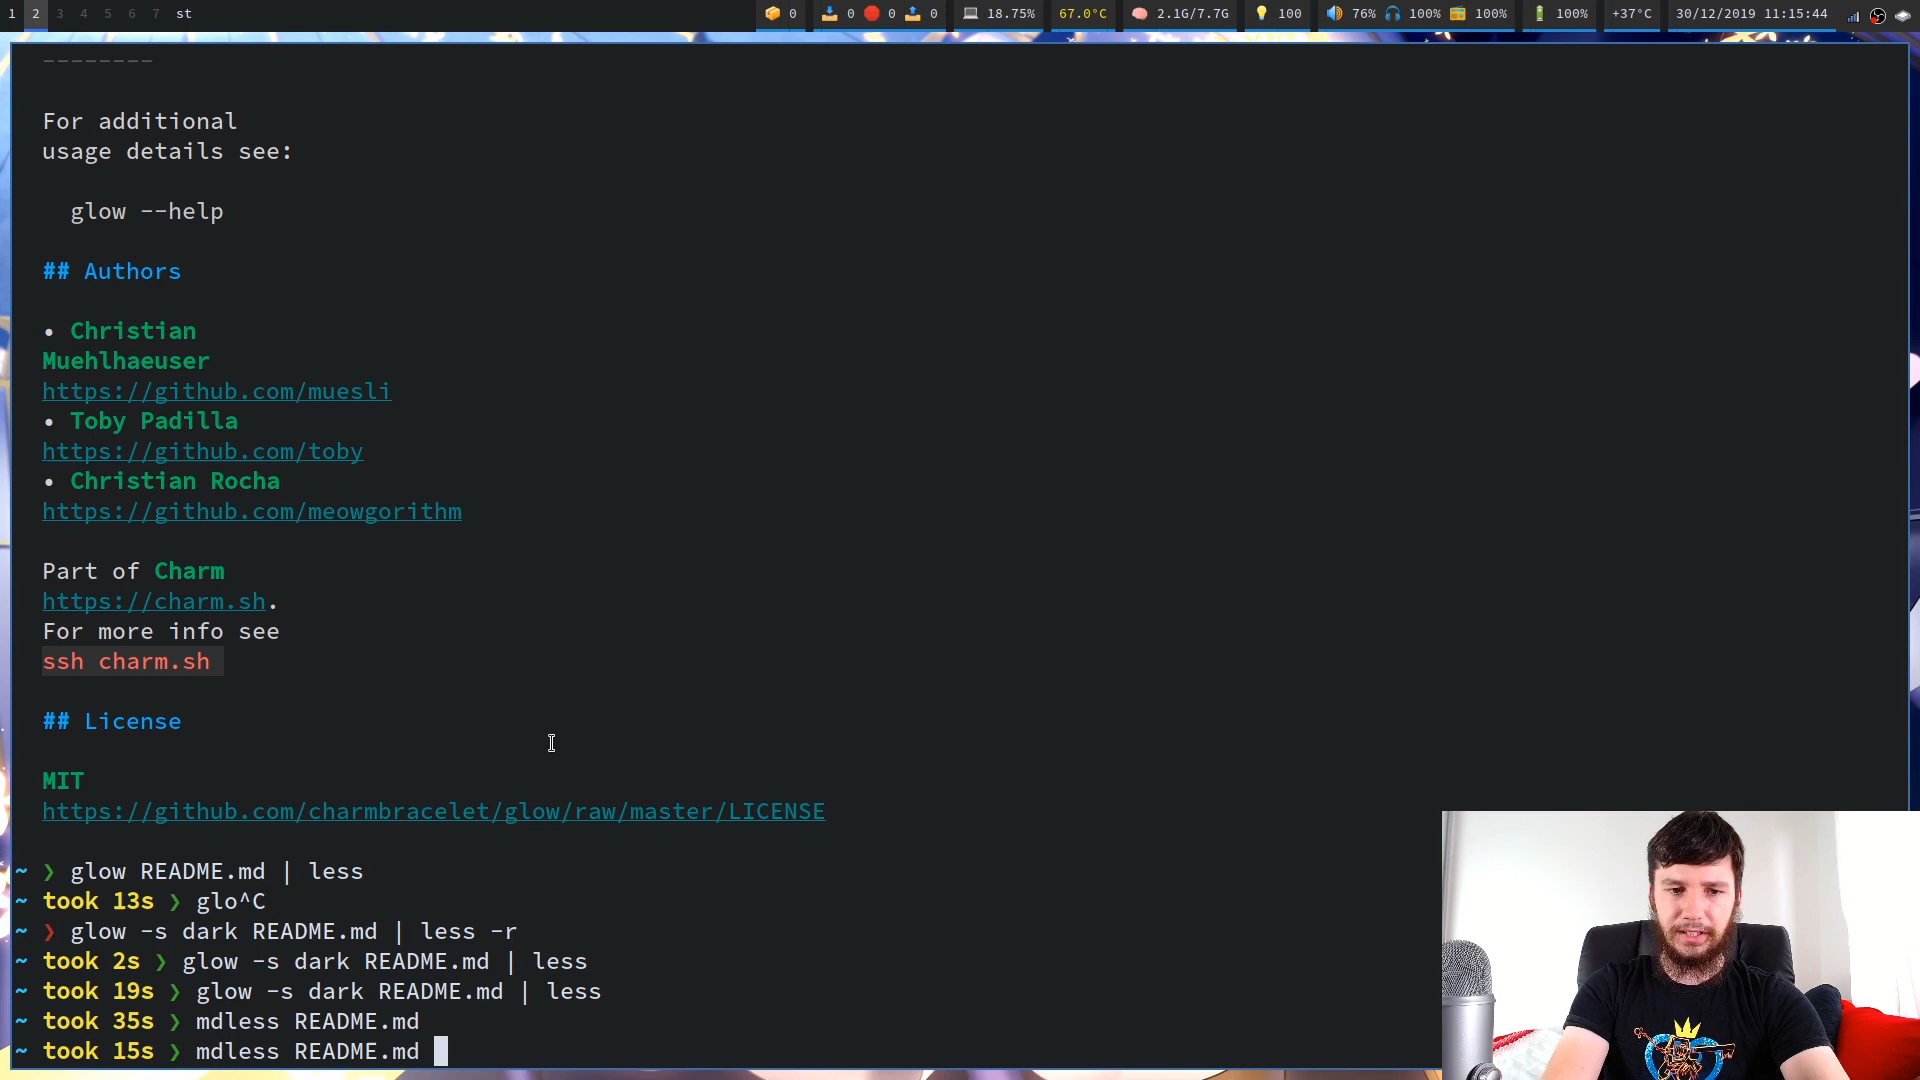 1 2 3 4 5 6 7 st 0 0 0 0 18.75% 67.0°C 2.1G/7.7G 100 76% 100% 100% 100% +37°C 30/12/2019 11:15:44
--------
For additional
usage details see:
glow --help
## Authors
• Christian
Muehlhaeuser
https://github.com/muesli
• Toby Padilla
https://github.com/toby
• Christian Rocha
https://github.com/meowgorithm
Part of Charm
https://charm.sh.
For more info see
ssh charm.sh
## License
MIT
https://github.com/charmbracelet/glow/raw/master/LICENSE
~ ❯ glow README.md | less
~ took 13s ❯ glo^C
~ ❯ glow -s dark README.md | less -r
~ took 2s ❯ glow -s dark README.md | less
~ took 19s ❯ glow -s dark README.md | less
~ took 35s ❯ mdless README.md
~ took 15s ❯ mdless README.md